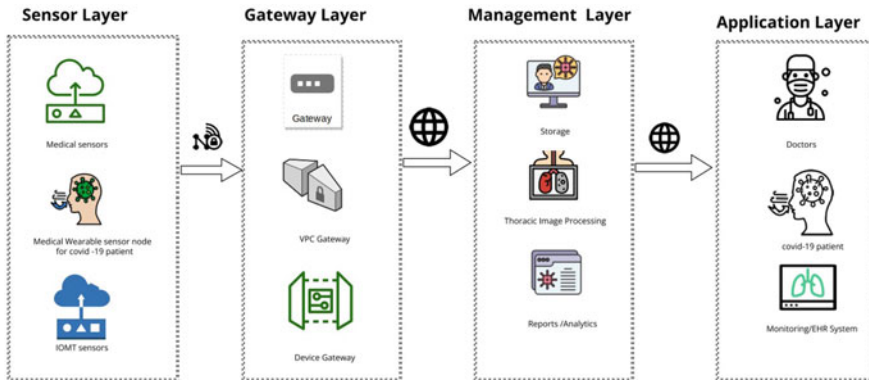 Sensor Layer
Medical sensors
Medical Wearable sensor node
for covid -19 patient
IOMT sensors
Gateway Layer
Gateway
VPC Gateway
Device Gateway
Management Layer
Storage
Thoracic Image Processing
Reports /Analytics
Application Layer
Doctors
covid-19 patient
Monitoring/EHR System